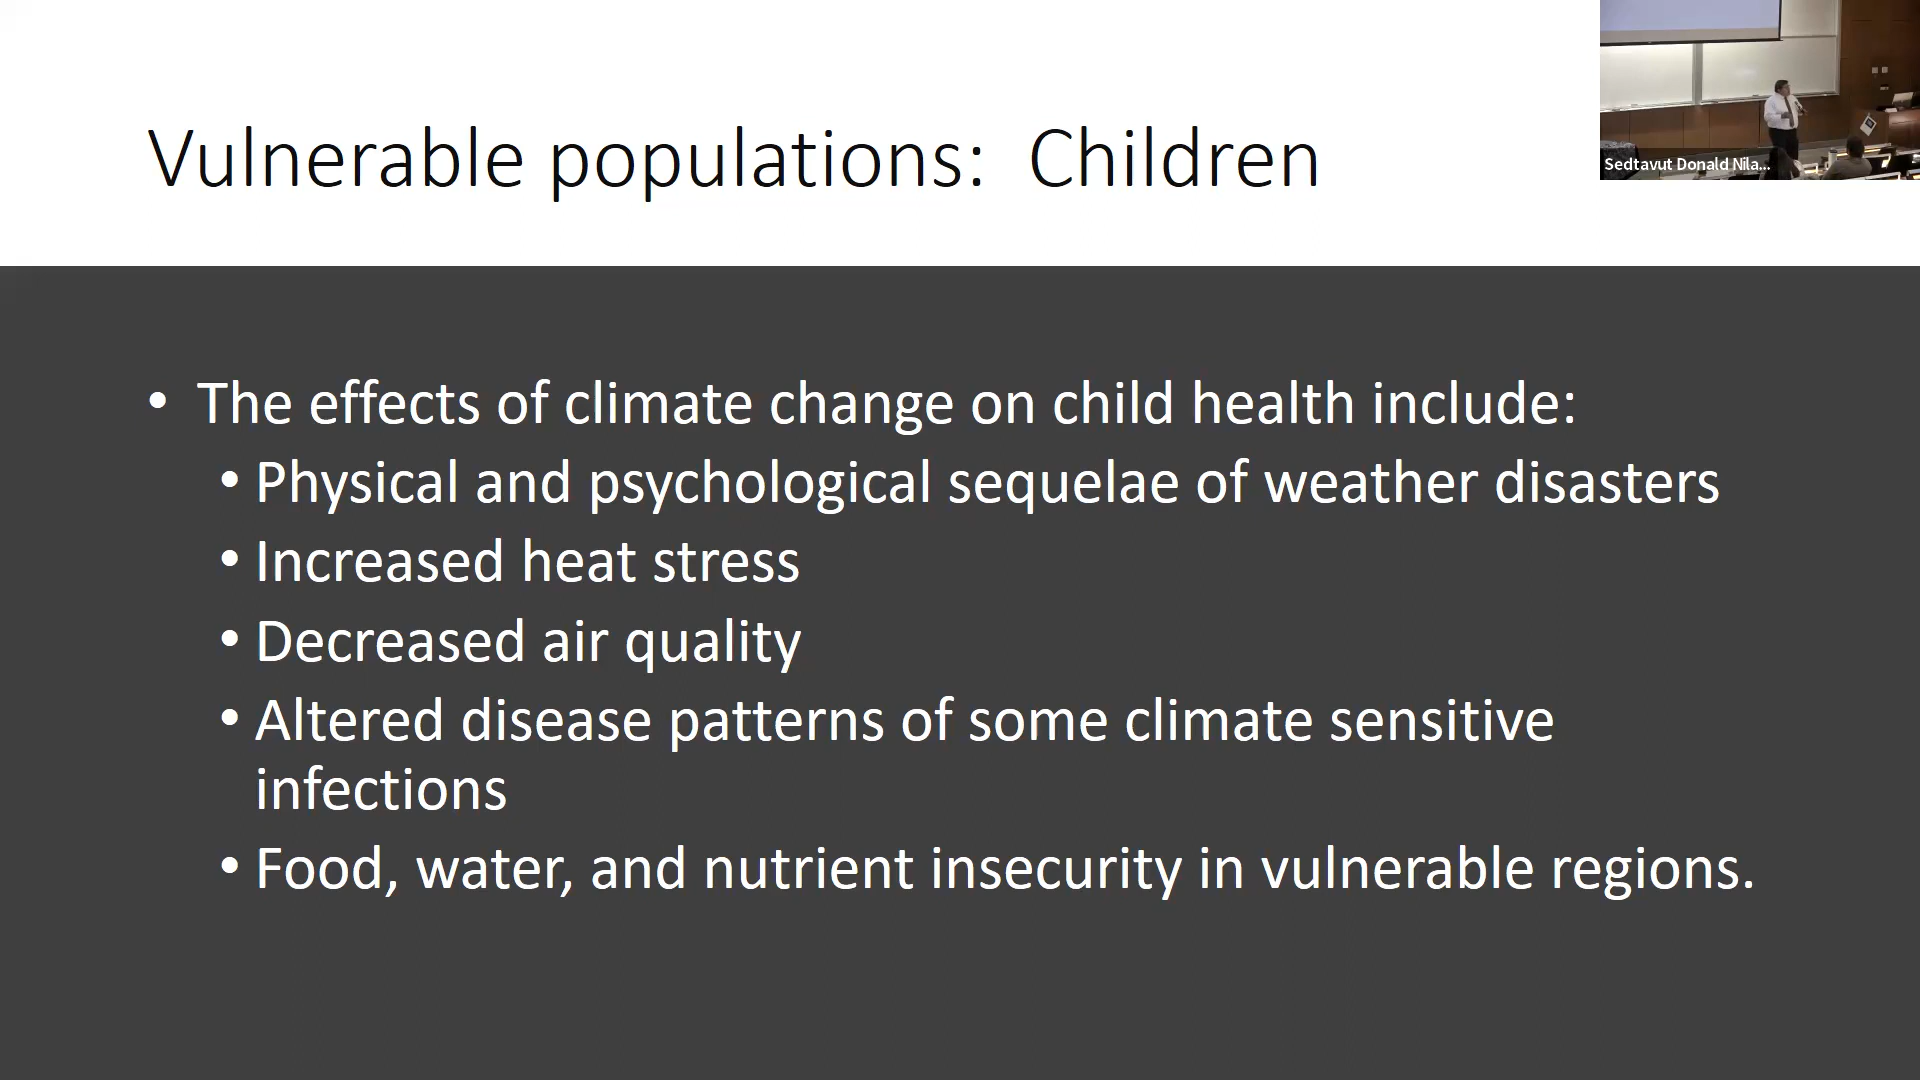 Vulnerable populations:  Children
Sedtavut Donald Nila...
• The effects of climate change on child health include:
• Physical and psychological sequelae of weather disasters
• Increased heat stress
• Decreased air quality
• Altered disease patterns of some climate sensitive
infections
• Food, water, and nutrient insecurity in vulnerable regions.